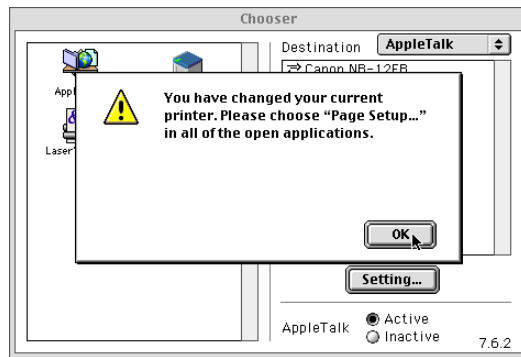 Chooser
Destination AppleTalk
Canon NB-12FB
You have changed your current
printer. Please choose “Page Setup...”
in all of the open applications.
OK
Setting...
AppleTalk Active
Inactive
7.6.2